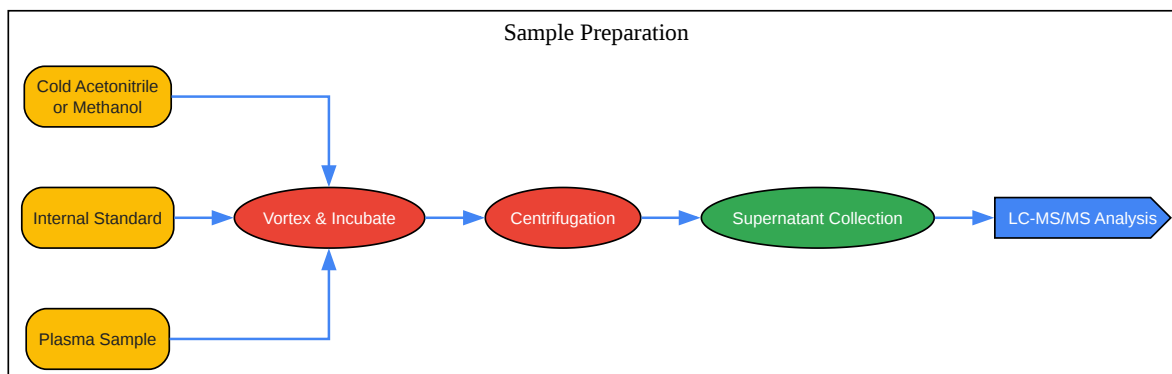 Sample Preparation
Cold Acetonitrile
or Methanol
Internal Standard
Vortex & Incubate
Centrifugation
Supernatant Collection
LC-MS/MS Analysis
Plasma Sample